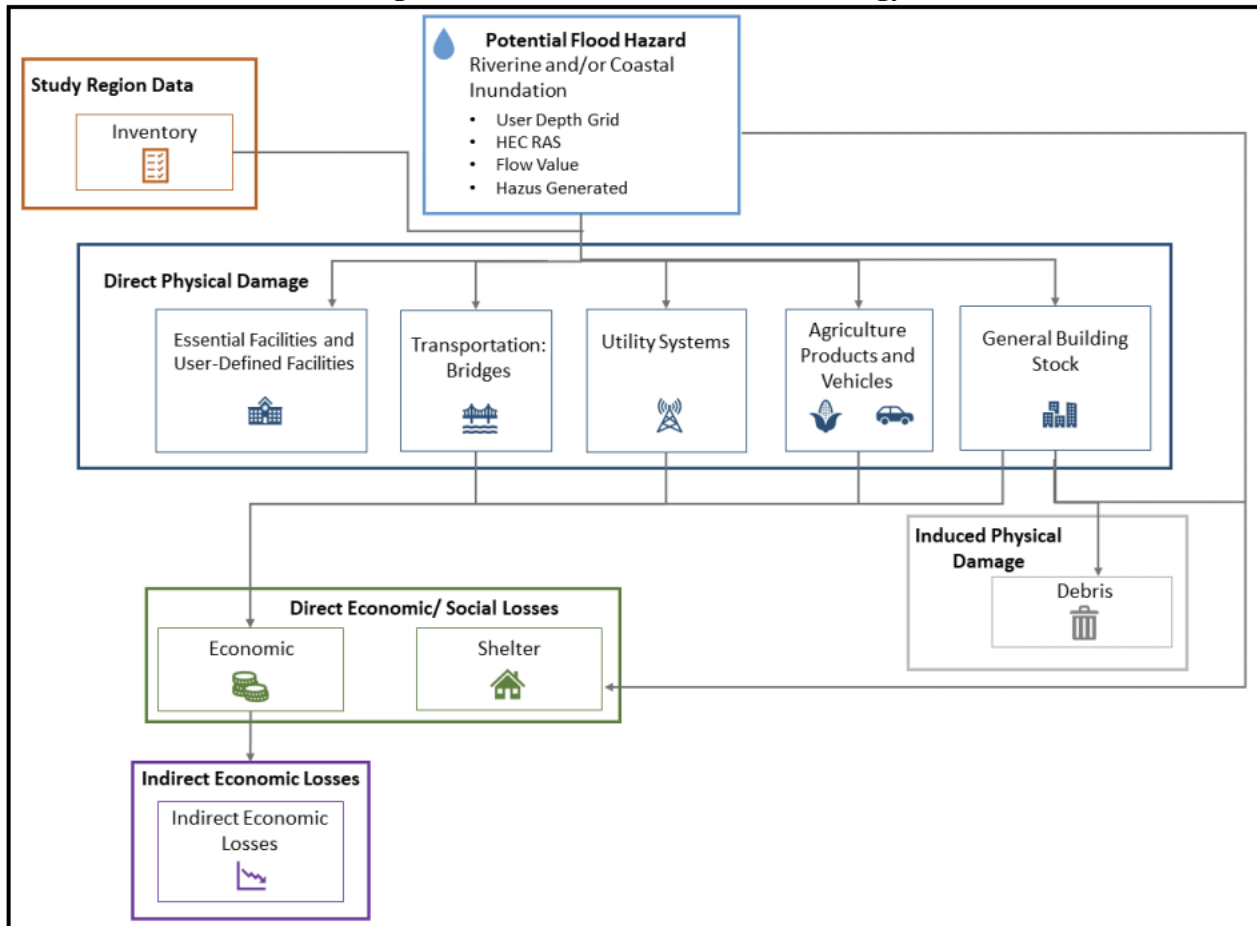 Potential Flood Hazard
Riverine and/or Coastal
Inundation
• User Depth Grid
• HEC RAS
• Flow Value
• Hazus Generated
Study Region Data
Inventory
Direct Physical Damage
Essential Facilities and
User-Defined Facilities
Transportation:
Bridges
Utility Systems
Agriculture
Products and
Vehicles
General Building
Stock
Induced Physical
Damage
Debris
Direct Economic/ Social Losses
Economic
Shelter
Indirect Economic Losses
Indirect Economic
Losses